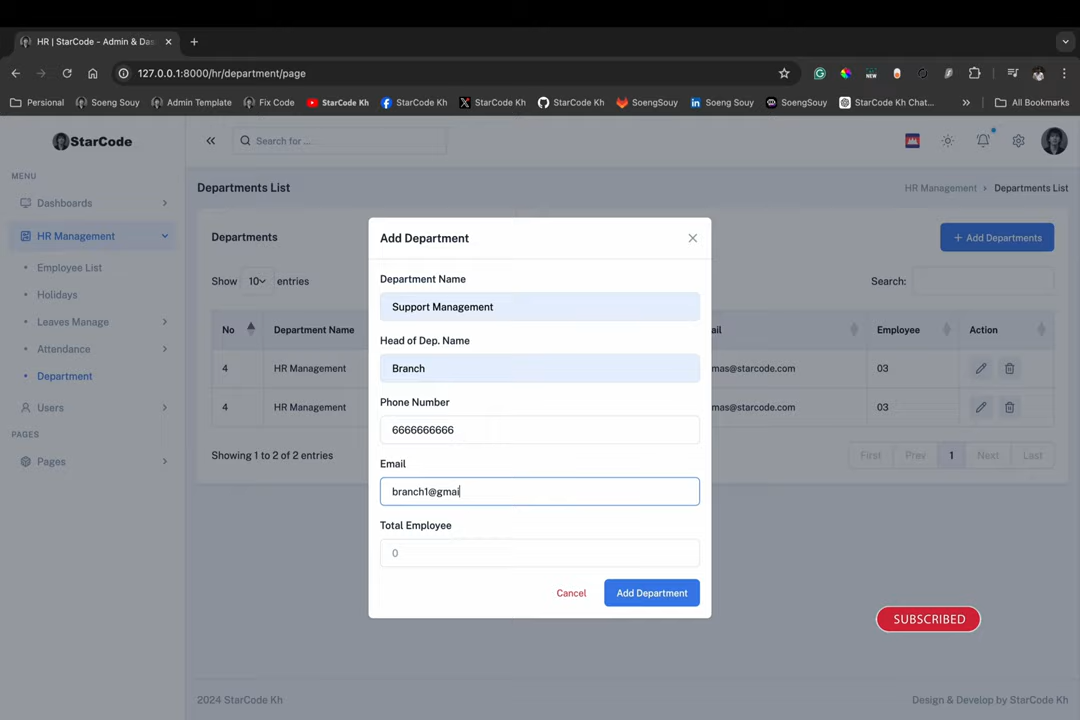 HR | StarCode - Admin & Das
127.0.0.1:8000/hr/department/page
NEW
Personal
Soeng Souy
Admin Template
Fix Code
StarCode Kh
StarCode Kh
StarCode Kh
StarCode Kh
SoengSouy
Soeng Souy
SoengSouy
StarCode Kh Chat...
All Bookmarks
StarCode
Search for ...
MENU
Dashboards
HR Management
Employee List
Holidays
Leaves Manage
Attendance
Department
Users
PAGES
Pages
Departments List
HR Management
Departments List
Departments
+ Add Departments
Show 10 entries
Search:
No Department Name ail Employee Action
4 HR Management mas@starcode.com 03
4 HR Management mas@starcode.com 03
Showing 1 to 2 of 2 entries
First Prev 1 Next Last
Add Department
Department Name
Support Management
Head of Dep. Name
Branch
Phone Number
6666666666
Email
branch1@gmai
Total Employee
0
Cancel
Add Department
SUBSCRIBED
2024 StarCode Kh
Design & Develop by StarCode Kh